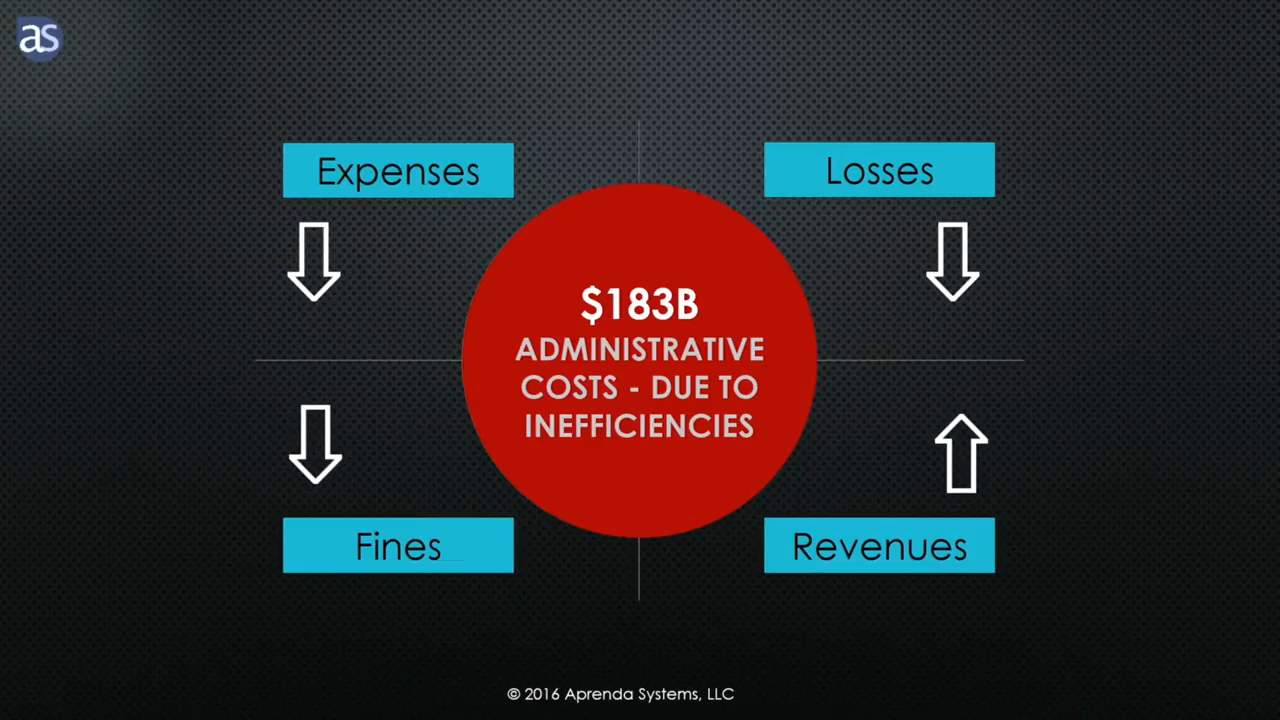 as
Expenses
Losses
$183B
ADMINISTRATIVE
COSTS - DUE TO
INEFFICIENCIES
Fines
Revenues
© 2016 Aprenda Systems, LLC